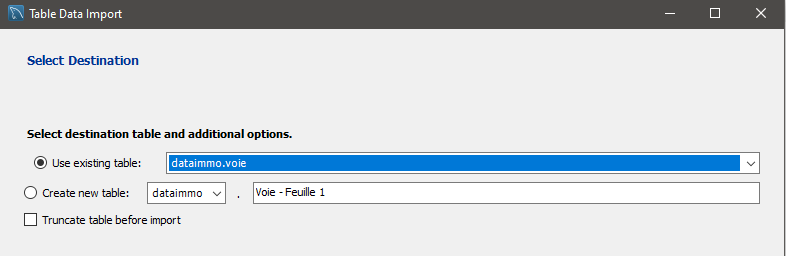 Table Data Import
Select Destination
Select destination table and additional options.
Use existing table: dataimmo.voie
Create new table: dataimmo . Voie - Feuille 1
Truncate table before import